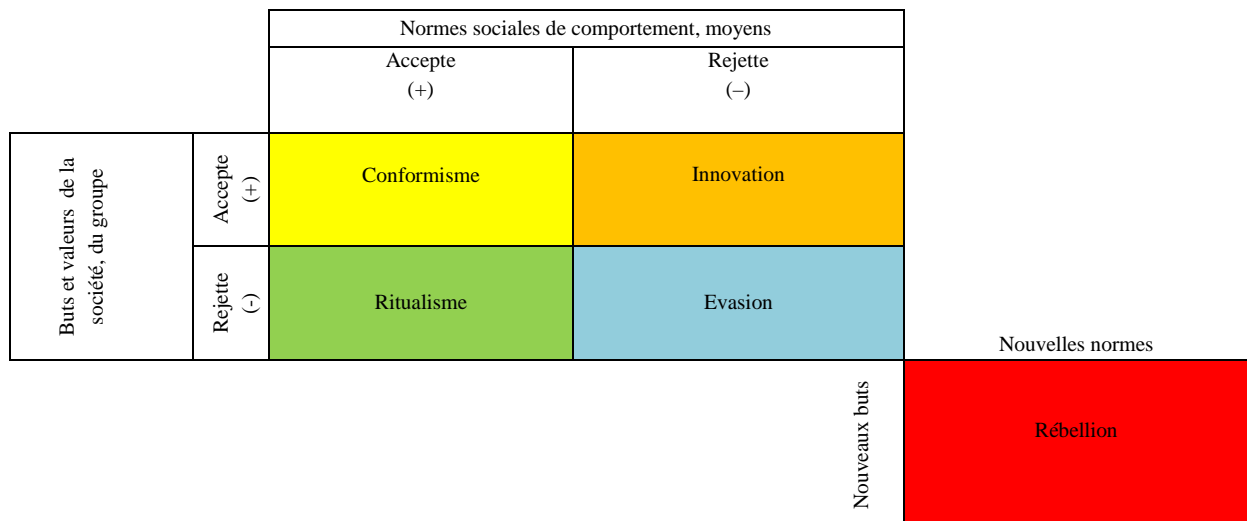 Normes sociales de comportement, moyens
Accepte
(+)
Rejette
(–)
Buts et valeurs de la
société, du groupe
Accepte
(+)
Conformisme
Innovation
Rejette
(-)
Ritualisme
Evasion
Nouvelles normes
Nouveaux buts
Rébellion